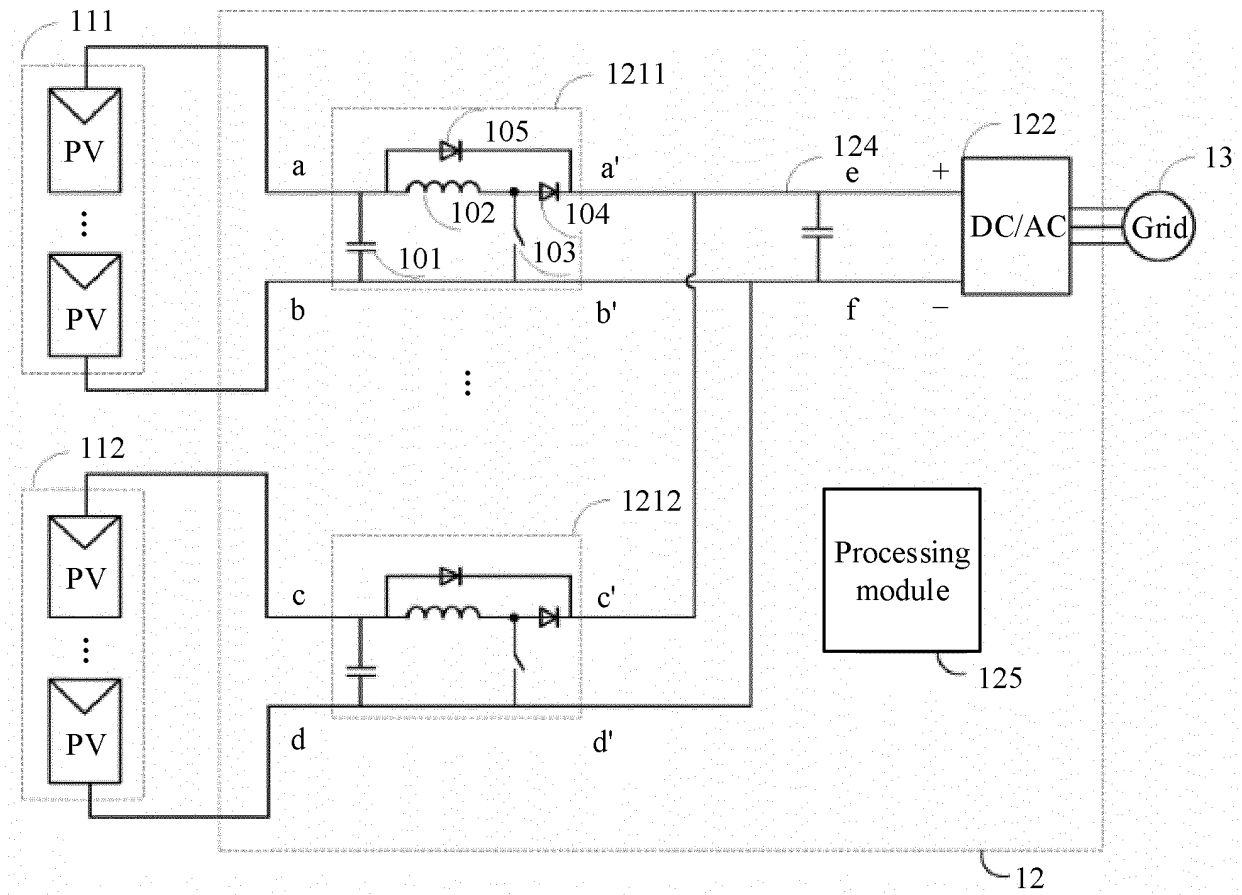 111
PV
⋮
PV
1211
105
a
a'
102
104
101
103
b
b'
124
e
+
f
−
122
DC/AC
13
Grid
⋮
112
PV
⋮
PV
1212
c
c'
d
d'
Processing
module
125
12